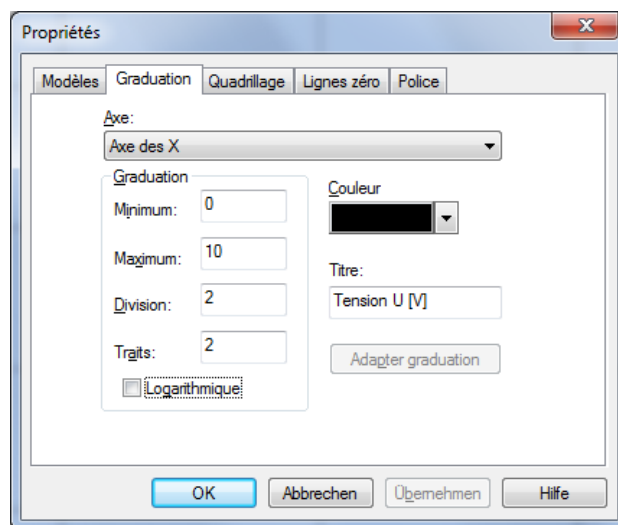 Propriétés
Modèles Graduation Quadrillage Lignes zéro Police
Axe:
Axe des X
Graduation
Minimum: 0
Maximum: 10
Division: 2
Traits: 2
Logarithmique
Couleur
Titre:
Tension U [V]
Adapter graduation
OK Abbrechen Übernehmen Hilfe